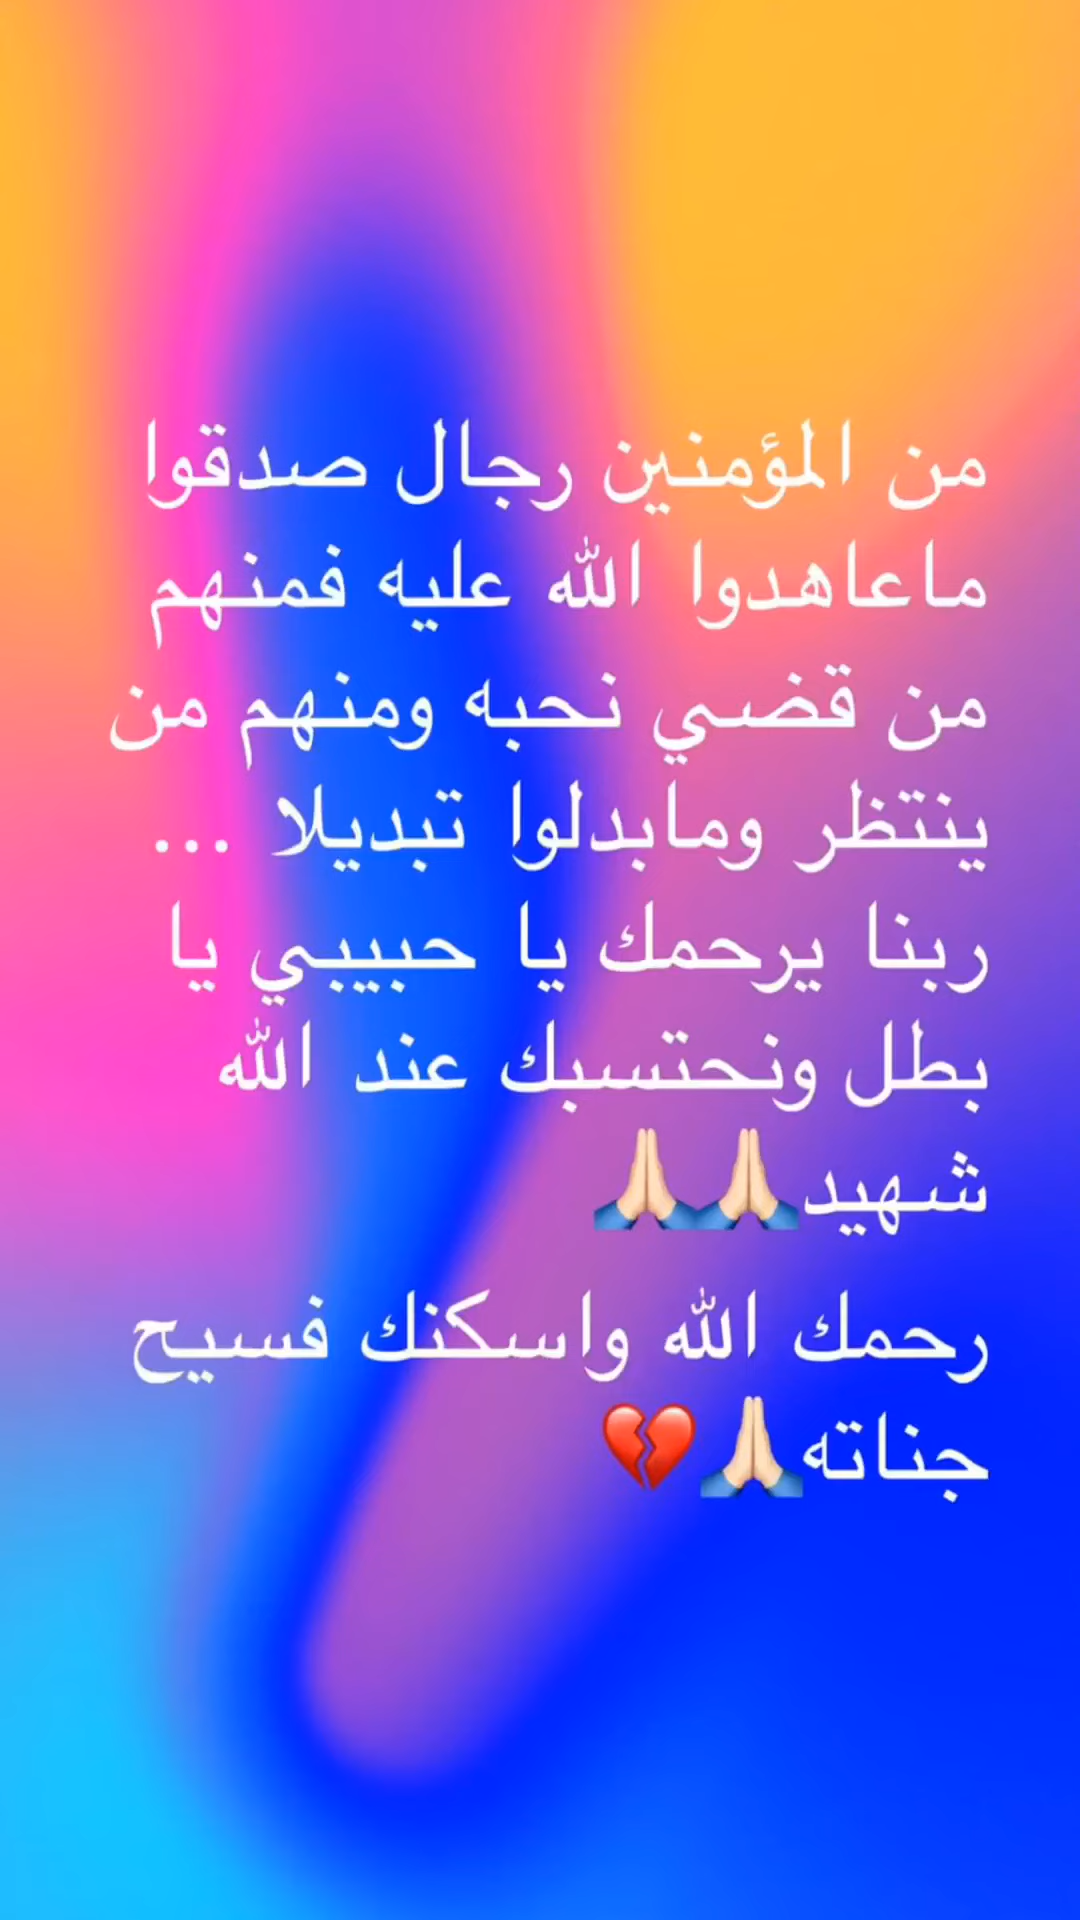 من المؤمنين رجال صدقوا
ماعاهدوا الله عليه فمنهم
من قضي نحبه ومنهم من
ينتظر ومابدلوا تبديلا ...
ربنا يرحمك يا حبيبي يا
بطل ونحتسبك عند الله
شهيد🙏🏻🙏🏻
رحمك الله واسكنك فسيح
جناته🙏🏻💔